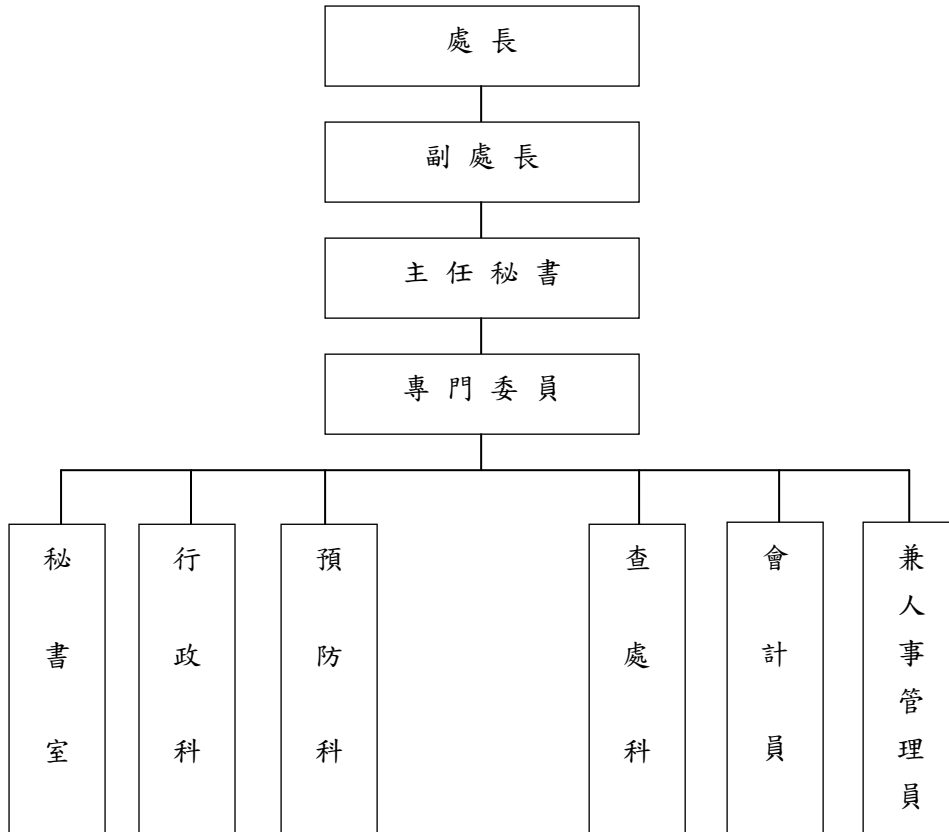 處長
副處長
主任秘書
專門委員
秘書室
行政科
預防科
查處科
會計員
兼人事管理員